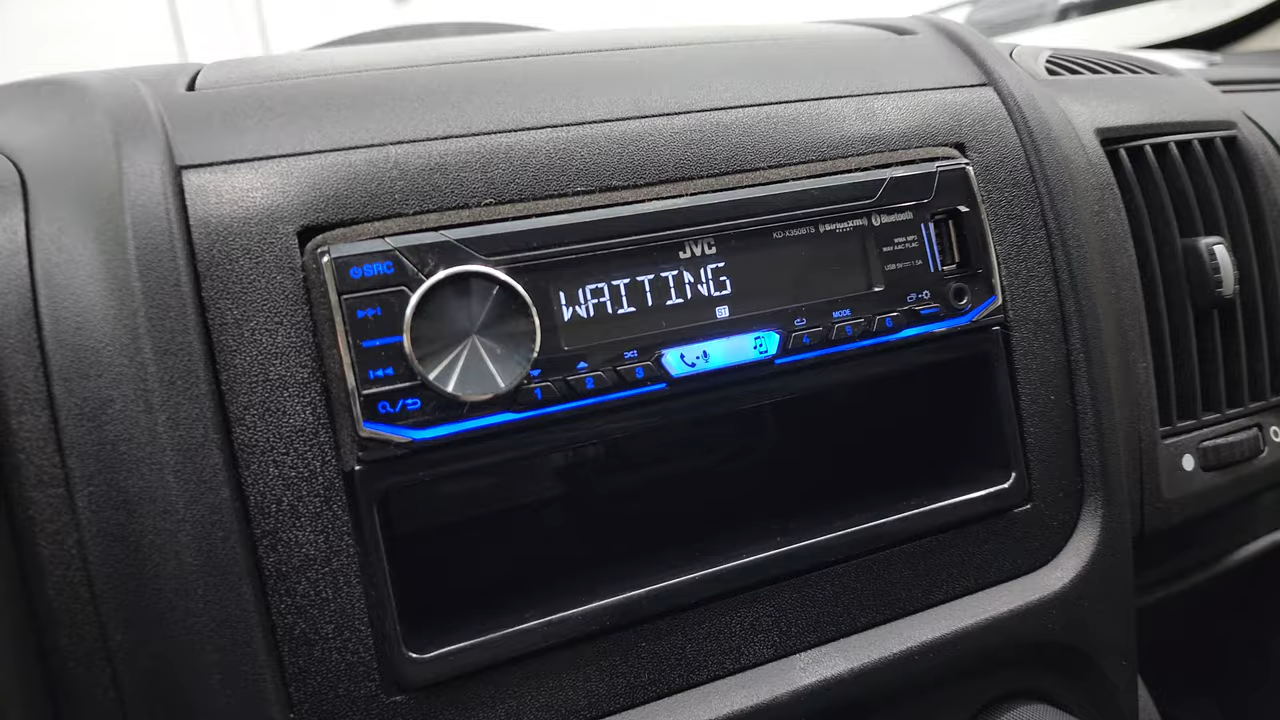 SRC
JVC
KD-X350BTS
SiriusXM
READY
Bluetooth
WMA MP3
WAV AAC FLAC
USB 5V 1.5A
WAITING
ST
MODE
1
2
3
4
5
6